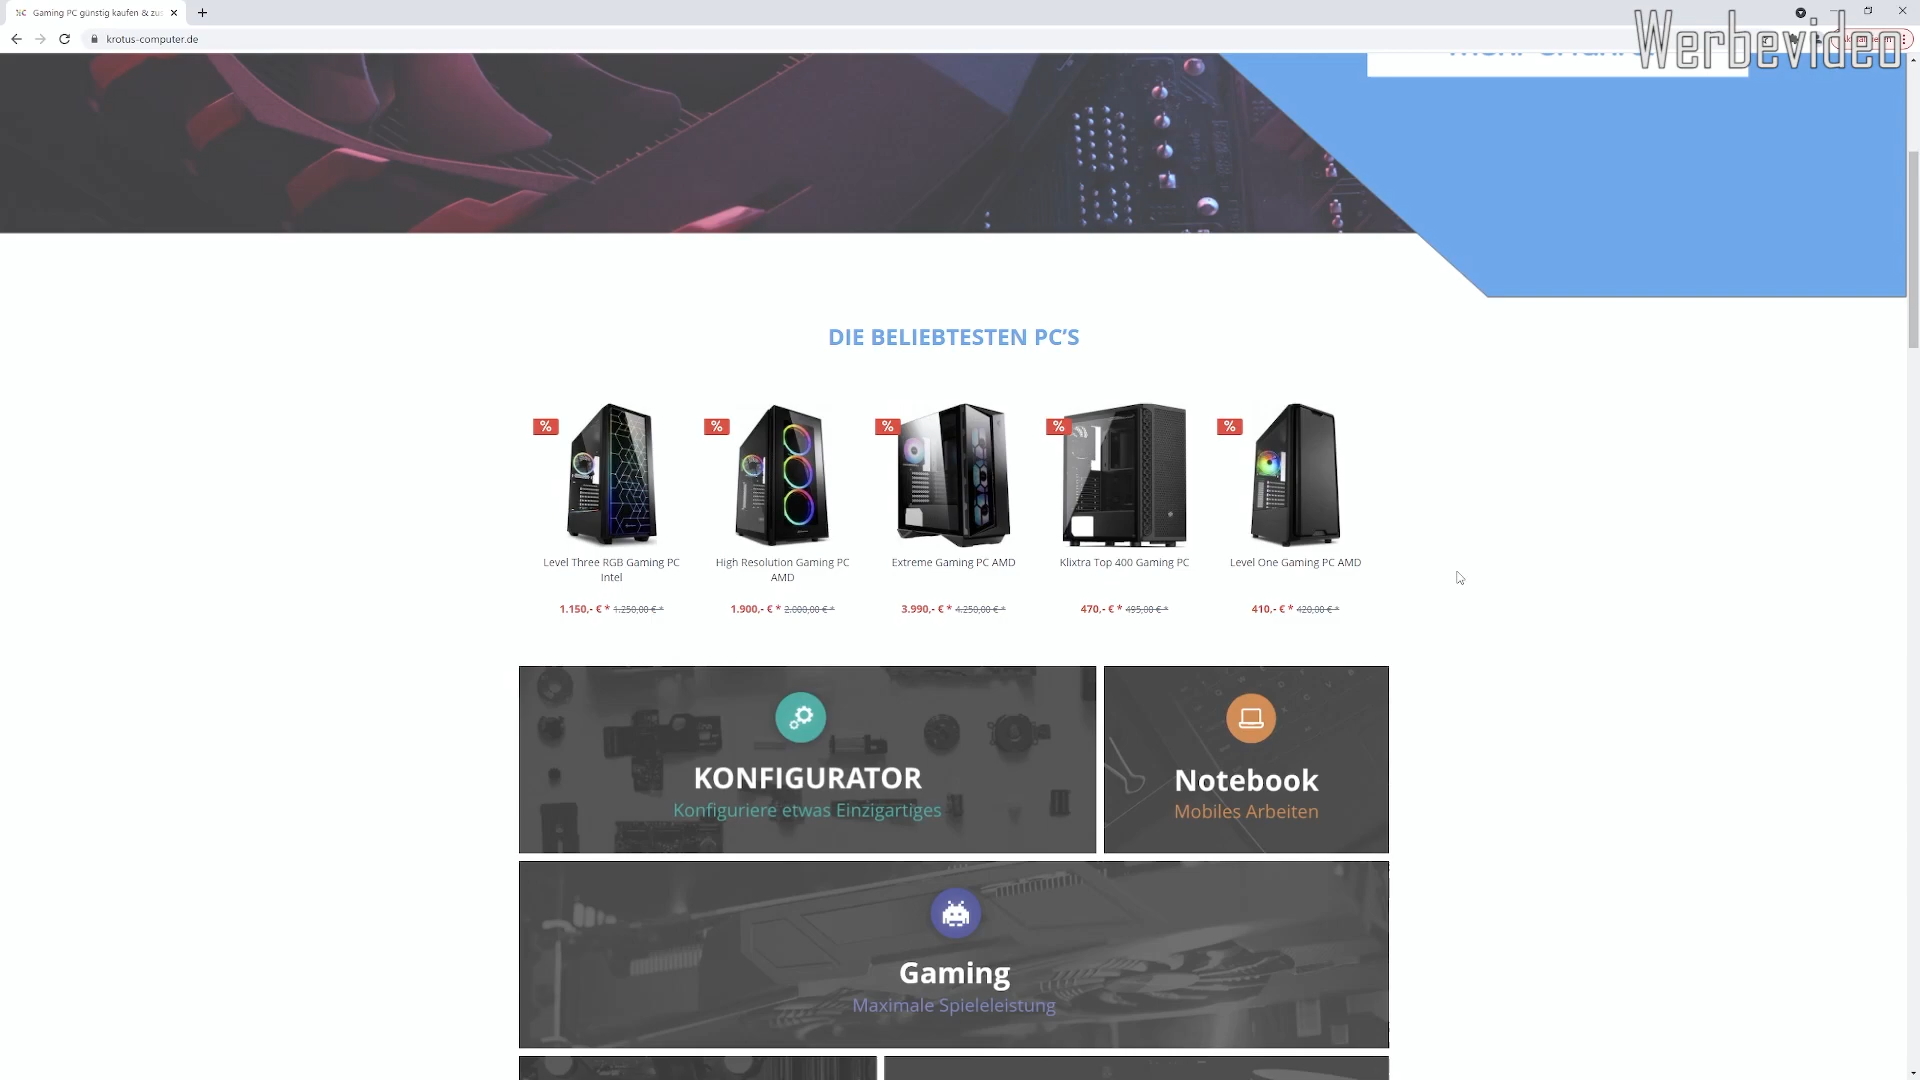 Gaming PC günstig kaufen & zu
krotus-computer.de
Werbevideo
DIE BELIEBTESTEN PC'S
%
%
%
%
%
Level Three RGB Gaming PC
Intel
High Resolution Gaming PC
AMD
Extreme Gaming PC AMD
Klixtra Top 400 Gaming PC
Level One Gaming PC AMD
1.150,- € * 1.250,00 € *
1.900,- € * 2.000,00 € *
3.990,- € * 4.250,00 € *
470,- € * 495,00 € *
410,- € * 420,00 € *
KONFIGURATOR
Konfiguriere etwas Einzigartiges
Notebook
Mobiles Arbeiten
Gaming
Maximale Spieleleistung